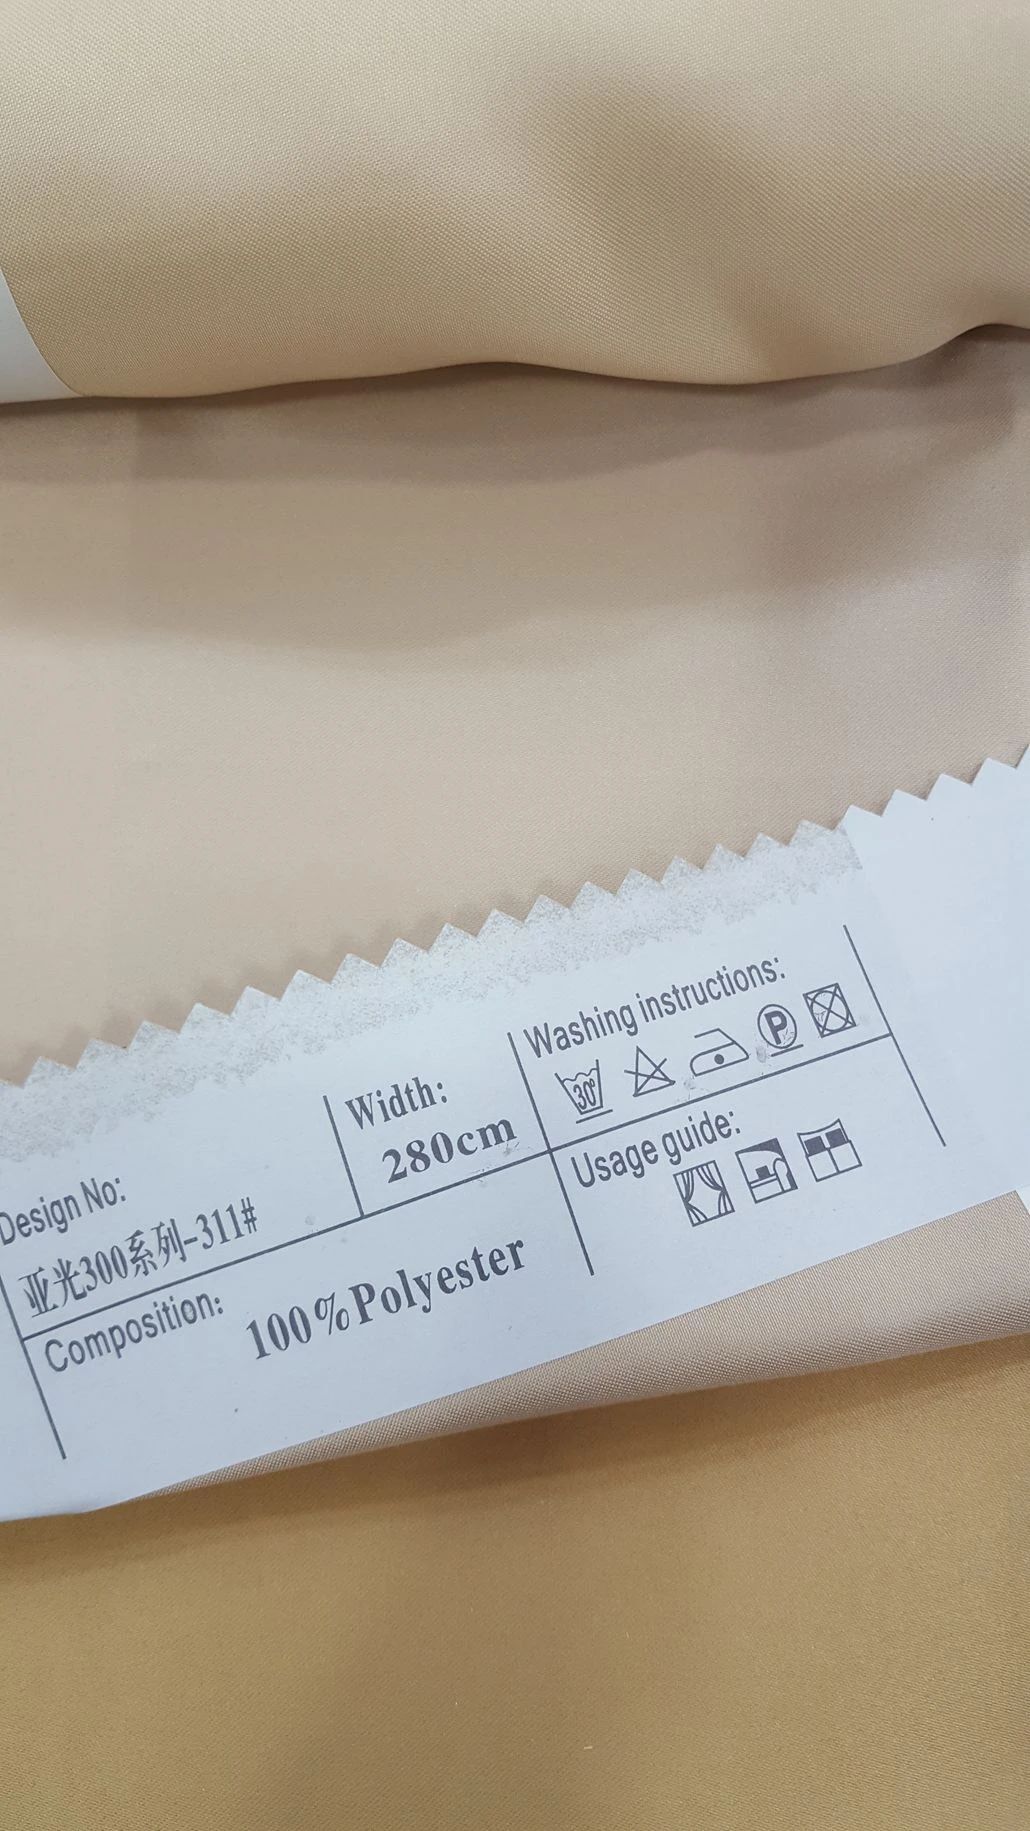 Design No:
亚光300系列-311#
Width:
280cm
Composition:
100%Polyester
Washing instructions:
30°
P
Usage guide: